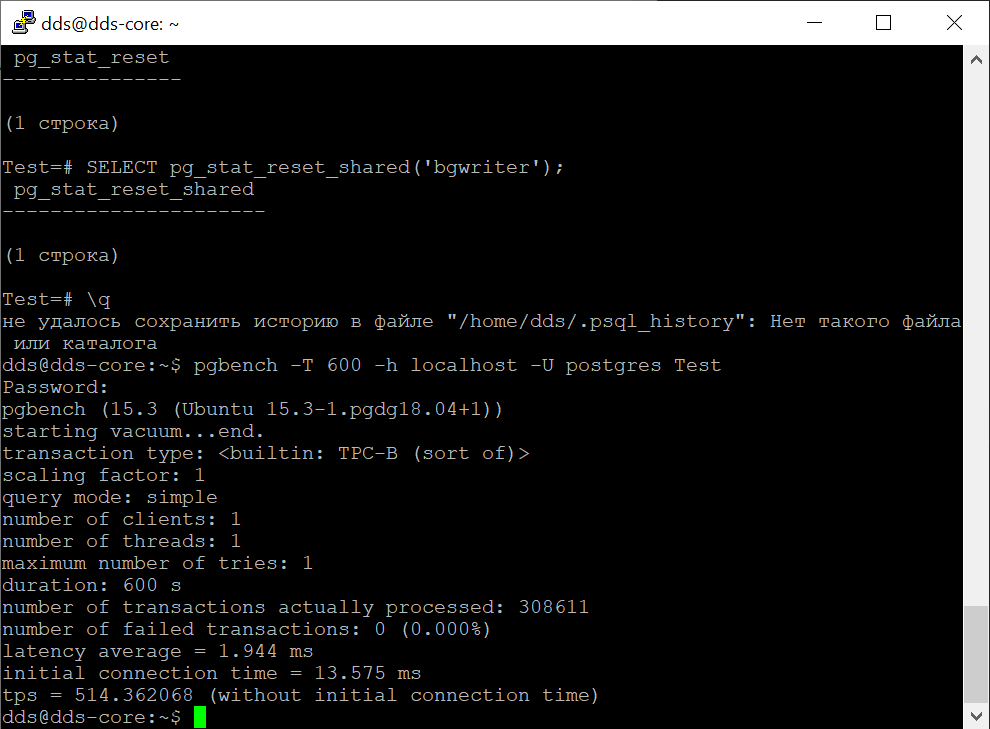 dds@dds-core: ~
pg_stat_reset
---------------
(1 строка)
Test=# SELECT pg_stat_reset_shared('bgwriter');
pg_stat_reset_shared
----------------------
(1 строка)
Test=# \q
не удалось сохранить историю в файле "/home/dds/.psql_history": Нет такого файла
или каталога
dds@dds-core:~$ pgbench -T 600 -h localhost -U postgres Test
Password:
pgbench (15.3 (Ubuntu 15.3-1.pgdg18.04+1))
starting vacuum...end.
transaction type: <builtin: TPC-B (sort of)>
scaling factor: 1
query mode: simple
number of clients: 1
number of threads: 1
maximum number of tries: 1
duration: 600 s
number of transactions actually processed: 308611
number of failed transactions: 0 (0.000%)
latency average = 1.944 ms
initial connection time = 13.575 ms
tps = 514.362068 (without initial connection time)
dds@dds-core:~$